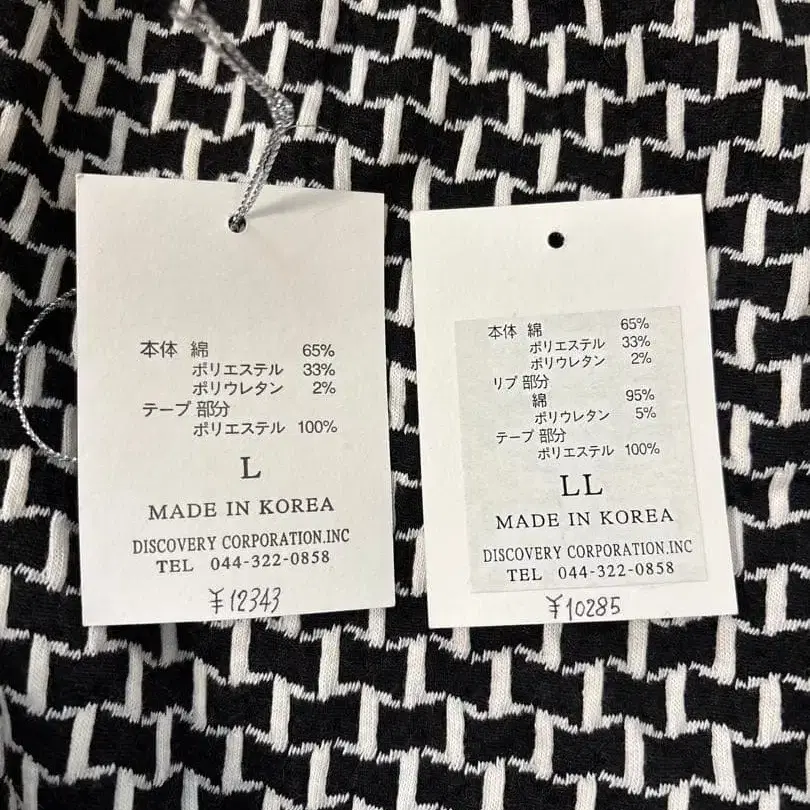 本体 綿 65%
ポリエステル 33%
ポリウレタン 2%
テープ 部分
ポリエステル 100%
L
MADE IN KOREA
DISCOVERY CORPORATION.INC
TEL 044-322-0858
¥12343
本体 綿 65%
ポリエステル 33%
ポリウレタン 2%
リブ 部分
綿 95%
ポリウレタン 5%
テープ 部分
ポリエステル 100%
LL
MADE IN KOREA
DISCOVERY CORPORATION.INC
TEL 044-322-0858
¥10285